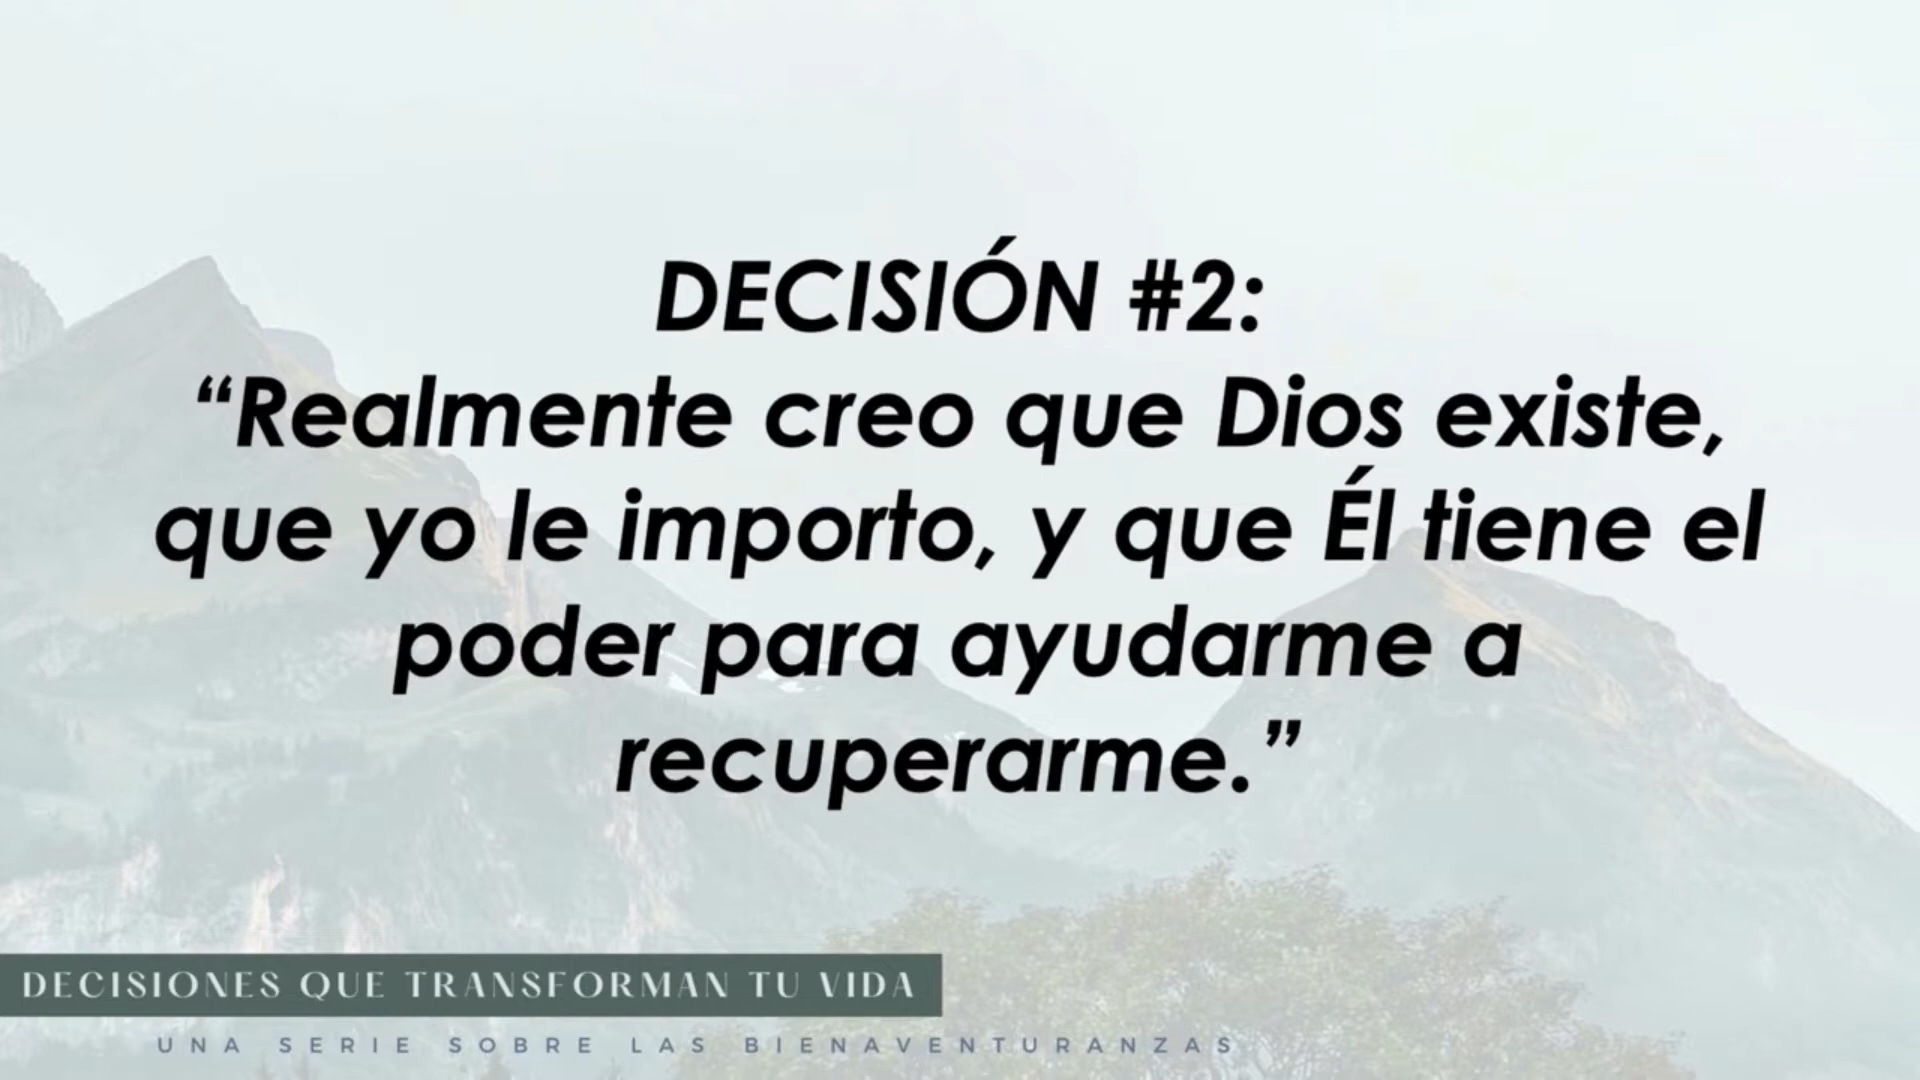 DECISIÓN #2:
“Realmente creo que Dios existe,
que yo le importo, y que Él tiene el
poder para ayudarme a
recuperarme.”
DECISIONES QUE TRANSFORMAN TU VIDA
UNA SERIE SOBRE LAS BIENAVENTURANZAS